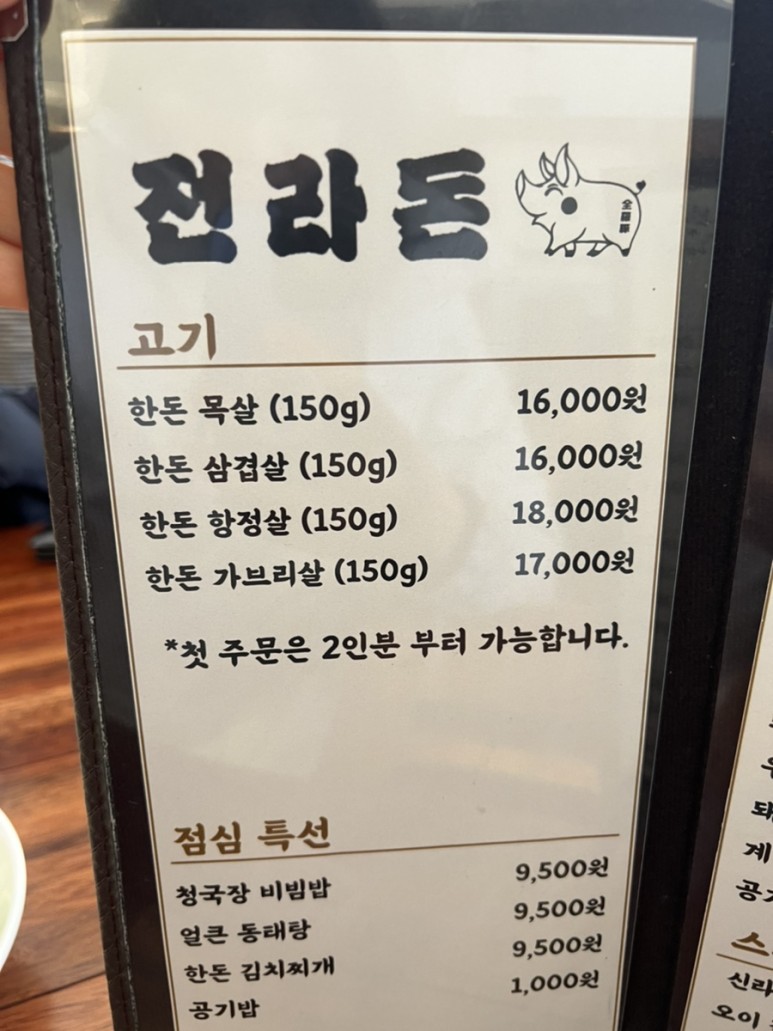 전라돈
全羅豚
고기
한돈 목살 (150g) 16,000원
한돈 삼겹살 (150g) 16,000원
한돈 항정살 (150g) 18,000원
한돈 가브리살 (150g) 17,000원
*첫 주문은 2인분 부터 가능합니다.
점심 특선
청국장 비빔밥 9,500원
얼큰 동태탕 9,500원
한돈 김치찌개 9,500원
공기밥 1,000원
계
신라
오이